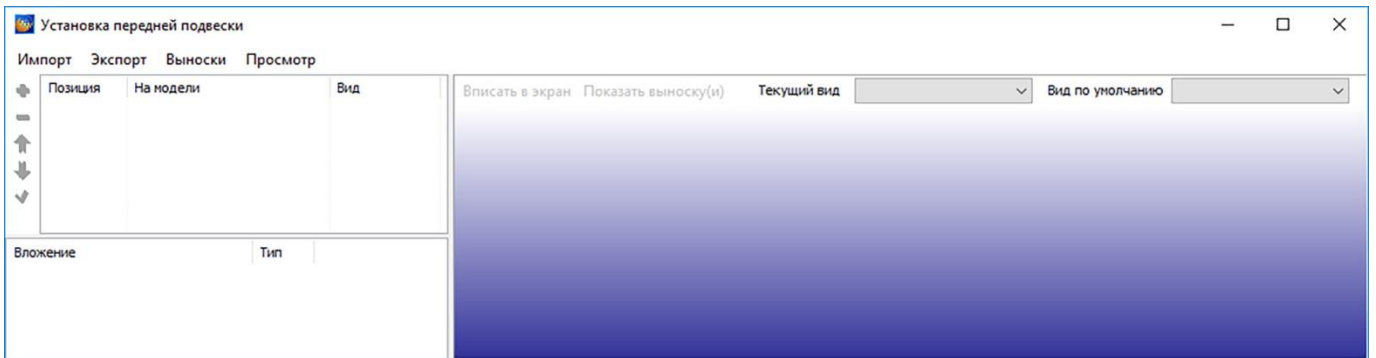 Установка передней подвески
Импорт Экспорт Выноски Просмотр
Позиция На модели Вид
Вписать в экран Показать выноску(и) Текущий вид Вид по умолчанию
Вложение Тип